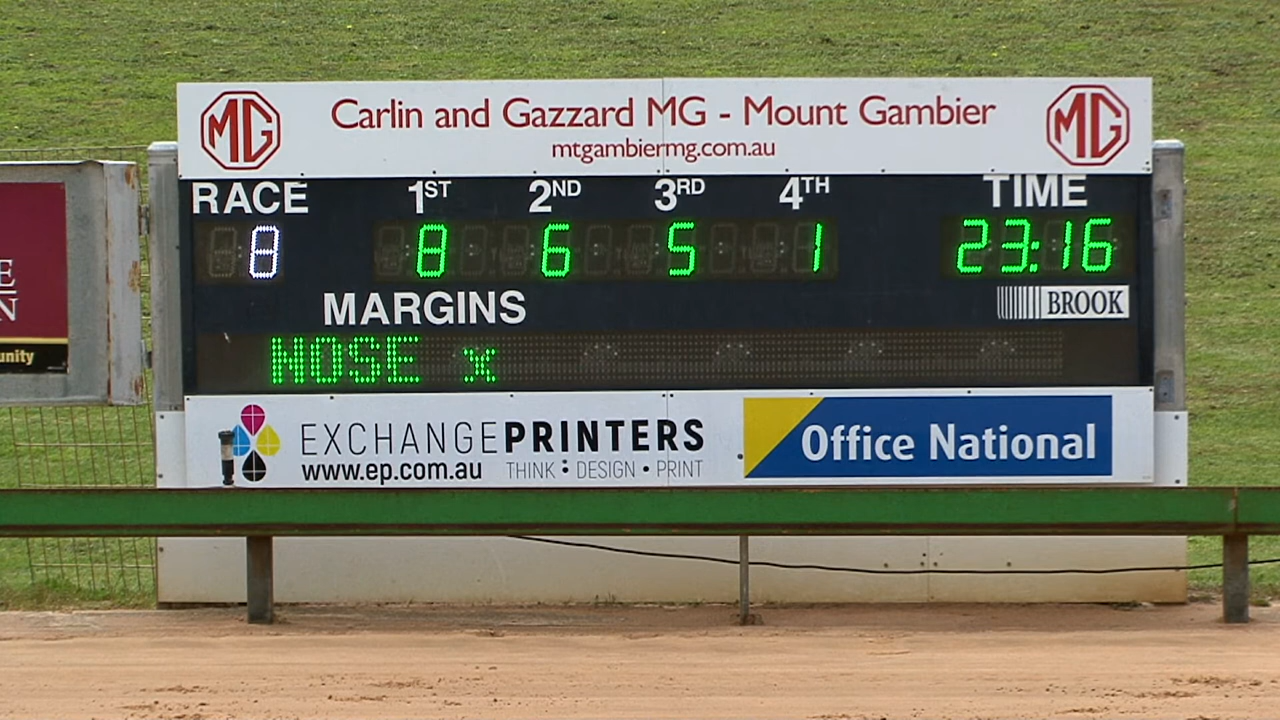 MG Carlin and Gazzard MG - Mount Gambier MG
mtgambiermg.com.au
RACE 1ST 2ND 3RD 4TH TIME
8 8 6 5 1 23:16
MARGINS
BROOK
NOSE x
E
N
unity
EXCHANGEPRINTERS
www.ep.com.au THINK : DESIGN • PRINT
Office National